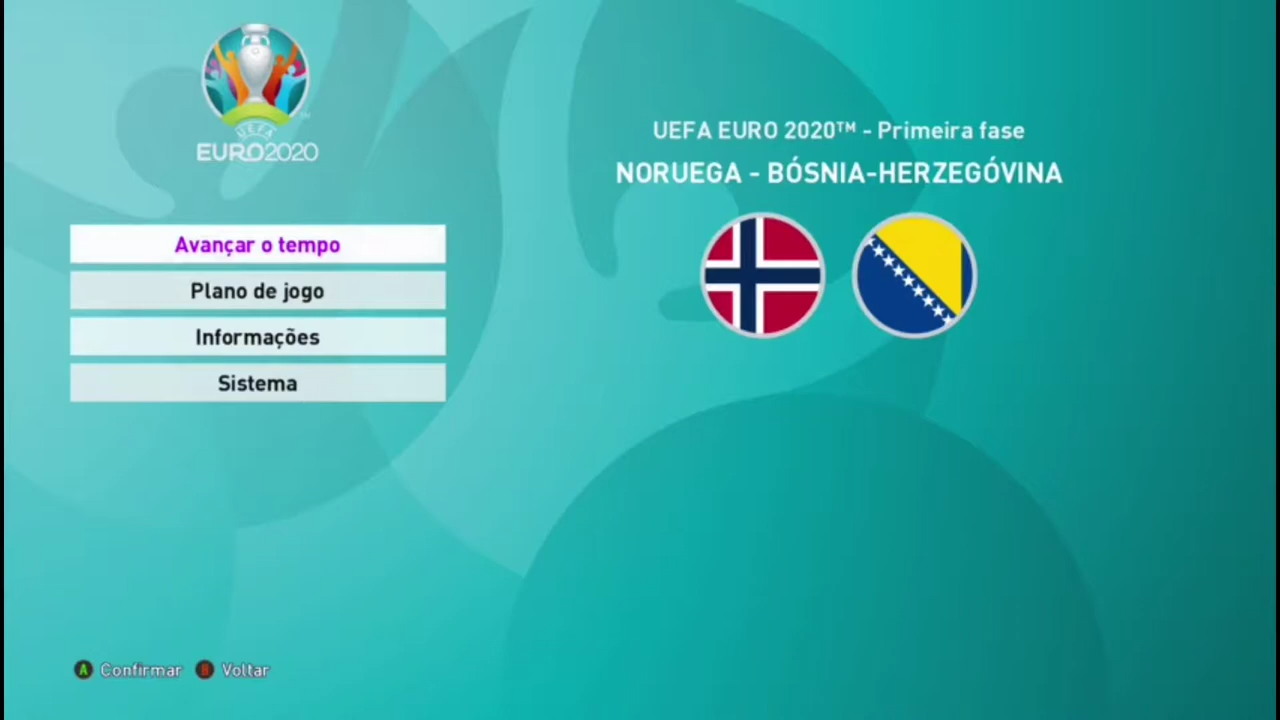 UEFA
EURO2020
UEFA EURO 2020™ - Primeira fase
NORUEGA - BÓSNIA-HERZEGÓVINA
Avançar o tempo
Plano de jogo
Informações
Sistema
A Confirmar B Voltar